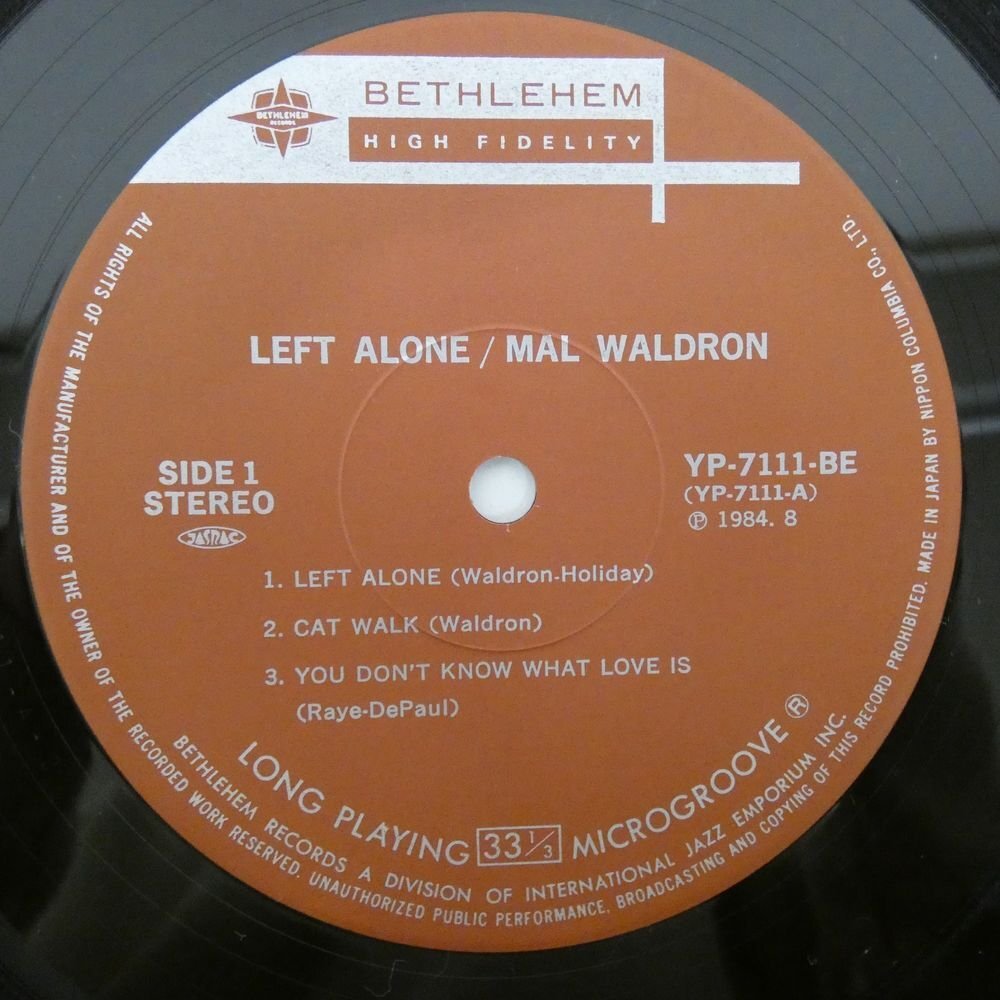 BETHLEHEM
RECORDS
BETHLEHEM
HIGH FIDELITY
LEFT ALONE / MAL WALDRON
SIDE 1
STEREO
JASRAC
YP-7111-BE
(YP-7111-A)
Ⓟ 1984. 8
1. LEFT ALONE (Waldron-Holiday)
2. CAT WALK (Waldron)
3. YOU DON'T KNOW WHAT LOVE IS
(Raye-DePaul)
LONG PLAYING 33 1/3 MICROGROOVE ®
BETHLEHEM RECORDS A DIVISION OF INTERNATIONAL JAZZ EMPORIUM INC.
ALL RIGHTS OF THE MANUFACTURER AND OF THE OWNER OF THE RECORDED WORK RESERVED. UNAUTHORIZED PUBLIC PERFORMANCE, BROADCASTING AND COPYING OF THIS RECORD PROHIBITED. MADE IN JAPAN BY NIPPON COLUMBIA CO., LTD.